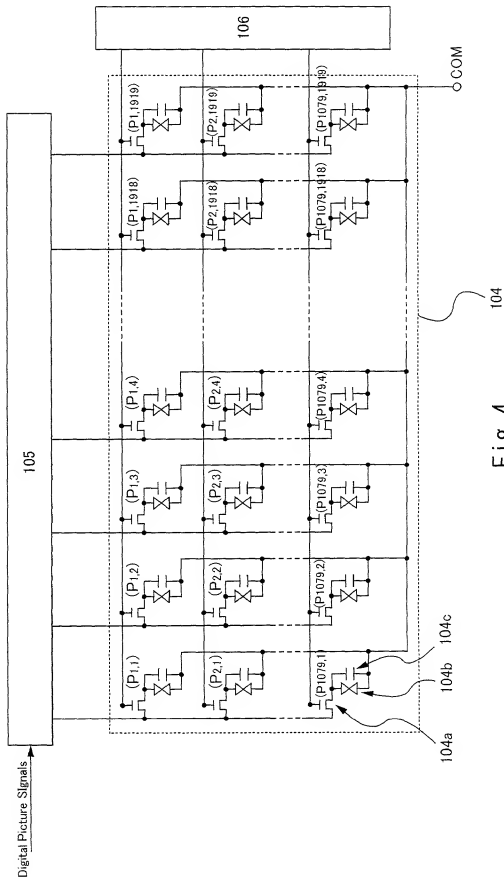 106
105
Digital Picture SIgnals
(P1,1)
(P1,2)
(P1,3)
(P1,4)
(P1,1918)
(P1,1919)
(P2,1)
(P2,2)
(P2,3)
(P2,4)
(P2,1918)
(P2,1919)
(P1079,1)
(P1079,2)
(P1079,3)
(P1079,4)
(P1079,1918)
(P1079,1919)
COM
104a
104b
104c
104
Fig. 4